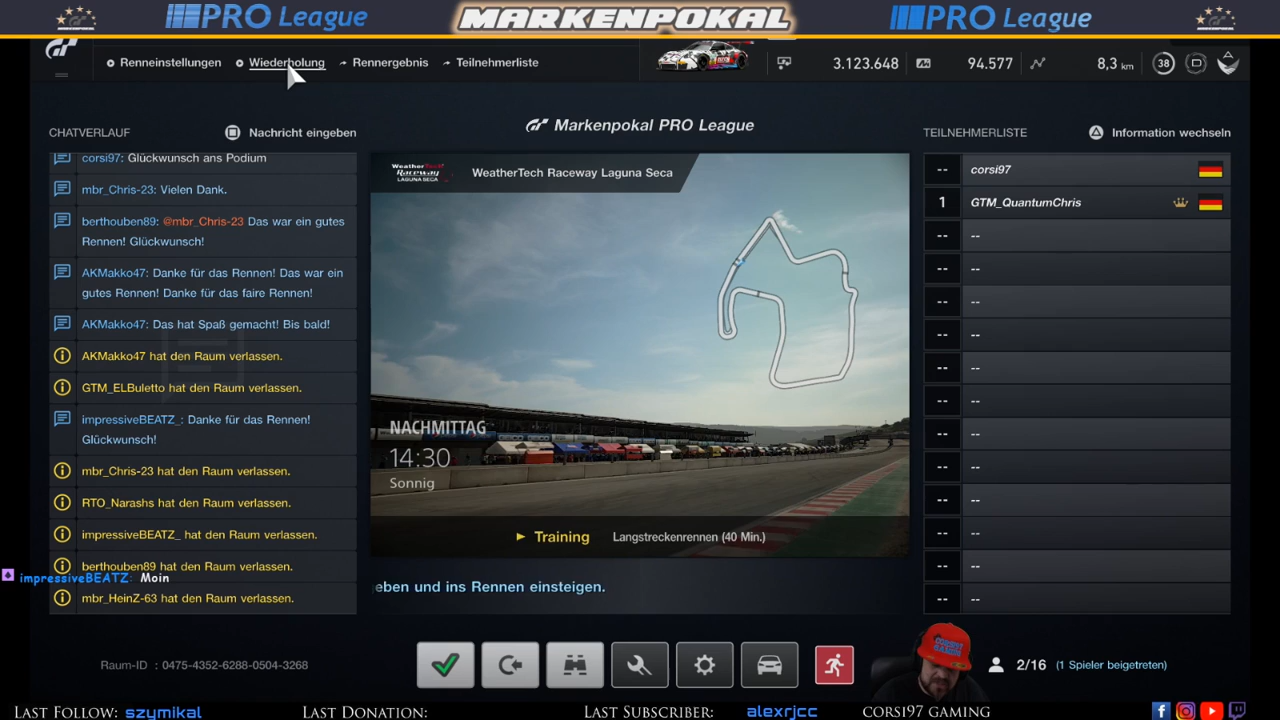 PRO League
MARKENPOKAL
PRO League
Renneinstellungen
Wiederholung
Rennergebnis
Teilnehmerliste
3.123.648
94.577
8,3 km
38
D
CHATVERLAUF
Nachricht eingeben
corsi97: Glückwunsch ans Podium
mbr_Chris-23: Vielen Dank.
berthouben89: @mbr_Chris-23 Das war ein gutes
Rennen! Glückwunsch!
AKMakko47: Danke für das Rennen! Das war ein
gutes Rennen! Danke für das faire Rennen!
AKMakko47: Das hat Spaß gemacht! Bis bald!
AKMakko47 hat den Raum verlassen.
GTM_ELBuletto hat den Raum verlassen.
impressiveBEATZ_: Danke für das Rennen!
Glückwunsch!
mbr_Chris-23 hat den Raum verlassen.
RTO_Narashs hat den Raum verlassen.
impressiveBEATZ_ hat den Raum verlassen.
berthouben89 hat den Raum verlassen.
impressiveBEATZ: Moin
mbr_HeinZ-63 hat den Raum verlassen.
Markenpokal PRO League
WeatherTech
Raceway
LAGUNA SECA
WeatherTech Raceway Laguna Seca
NACHMITTAG
14:30
Sonnig
Training
Langstreckenrennen (40 Min.)
eben und ins Rennen einsteigen.
TEILNEHMERLISTE
Information wechseln
-- corsi97
1 GTM_QuantumChris
-- --
-- --
-- --
-- --
-- --
-- --
-- --
-- --
-- --
-- --
-- --
-- --
Raum-ID : 0475-4352-6288-0504-3268
2/16 (1 Spieler beigetreten)
LAST FOLLOW: szymikal
LAST DONATION:
LAST SUBSCRIBER: alexrjcc
CORSI97 GAMING